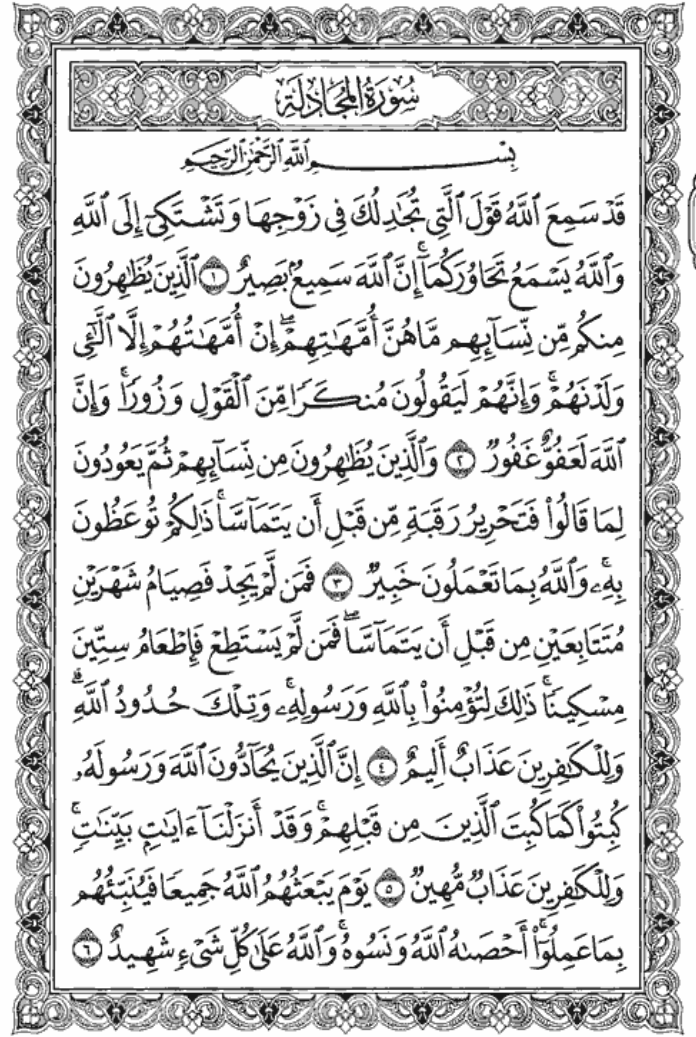 سُورَةُ المُجَادلَةِ
بِسْمِ اللَّهِ الرَّحْمَٰنِ الرَّحِيمِ
قَدْ سَمِعَ ٱللَّهُ قَوْلَ ٱلَّتِي تُجَٰدِلُكَ فِي زَوْجِهَا وَتَشْتَكِيٓ إِلَى ٱللَّهِ
وَٱللَّهُ يَسْمَعُ تَحَاوُرَكُمَآۚ إِنَّ ٱللَّهَ سَمِيعُۢ بَصِيرٌ ١ ٱلَّذِينَ يُظَٰهِرُونَ
مِنكُم مِّن نِّسَآئِهِم مَّا هُنَّ أُمَّهَٰتِهِمْۖ إِنْ أُمَّهَٰتُهُمْ إِلَّا ٱلَّٰٓـِٔي
وَلَدْنَهُمْۚ وَإِنَّهُمْ لَيَقُولُونَ مُنكَرًا مِّنَ ٱلْقَوْلِ وَزُورًاۚ وَإِنَّ
ٱللَّهَ لَعَفُوٌّ غَفُورٌ ٢ وَٱلَّذِينَ يُظَٰهِرُونَ مِن نِّسَآئِهِمْ ثُمَّ يَعُودُونَ
لِمَا قَالُوا۟ فَتَحْرِيرُ رَقَبَةٍ مِّن قَبْلِ أَن يَتَمَآسَّاۚ ذَٰلِكُمْ تُوعَظُونَ
بِهِۦۚ وَٱللَّهُ بِمَا تَعْمَلُونَ خَبِيرٌ ٣ فَمَن لَّمْ يَجِدْ فَصِيَامُ شَهْرَيْنِ
مُتَتَابِعَيْنِ مِن قَبْلِ أَن يَتَمَآسَّاۖ فَمَن لَّمْ يَسْتَطِعْ فَإِطْعَامُ سِتِّينَ
مِسْكِينًاۚ ذَٰلِكَ لِتُؤْمِنُوا۟ بِٱللَّهِ وَرَسُولِهِۦۚ وَتِلْكَ حُدُودُ ٱللَّهِۗ
وَلِلْكَٰفِرِينَ عَذَابٌ أَلِيمٌ ٤ إِنَّ ٱلَّذِينَ يُحَآدُّونَ ٱللَّهَ وَرَسُولَهُۥ
كُبِتُوا۟ كَمَا كُبِتَ ٱلَّذِينَ مِن قَبْلِهِمْۚ وَقَدْ أَنزَلْنَآ ءَايَٰتٍۭ بَيِّنَٰتٍۚ
وَلِلْكَٰفِرِينَ عَذَابٌ مُّهِينٌ ٥ يَوْمَ يَبْعَثُهُمُ ٱللَّهُ جَمِيعًا فَيُنَبِّئُهُم
بِمَا عَمِلُوٓا۟ۚ أَحْصَىٰهُ ٱللَّهُ وَنَسُوهُۚ وَٱللَّهُ عَلَىٰ كُلِّ شَىْءٍ شَهِيدٌ ٦